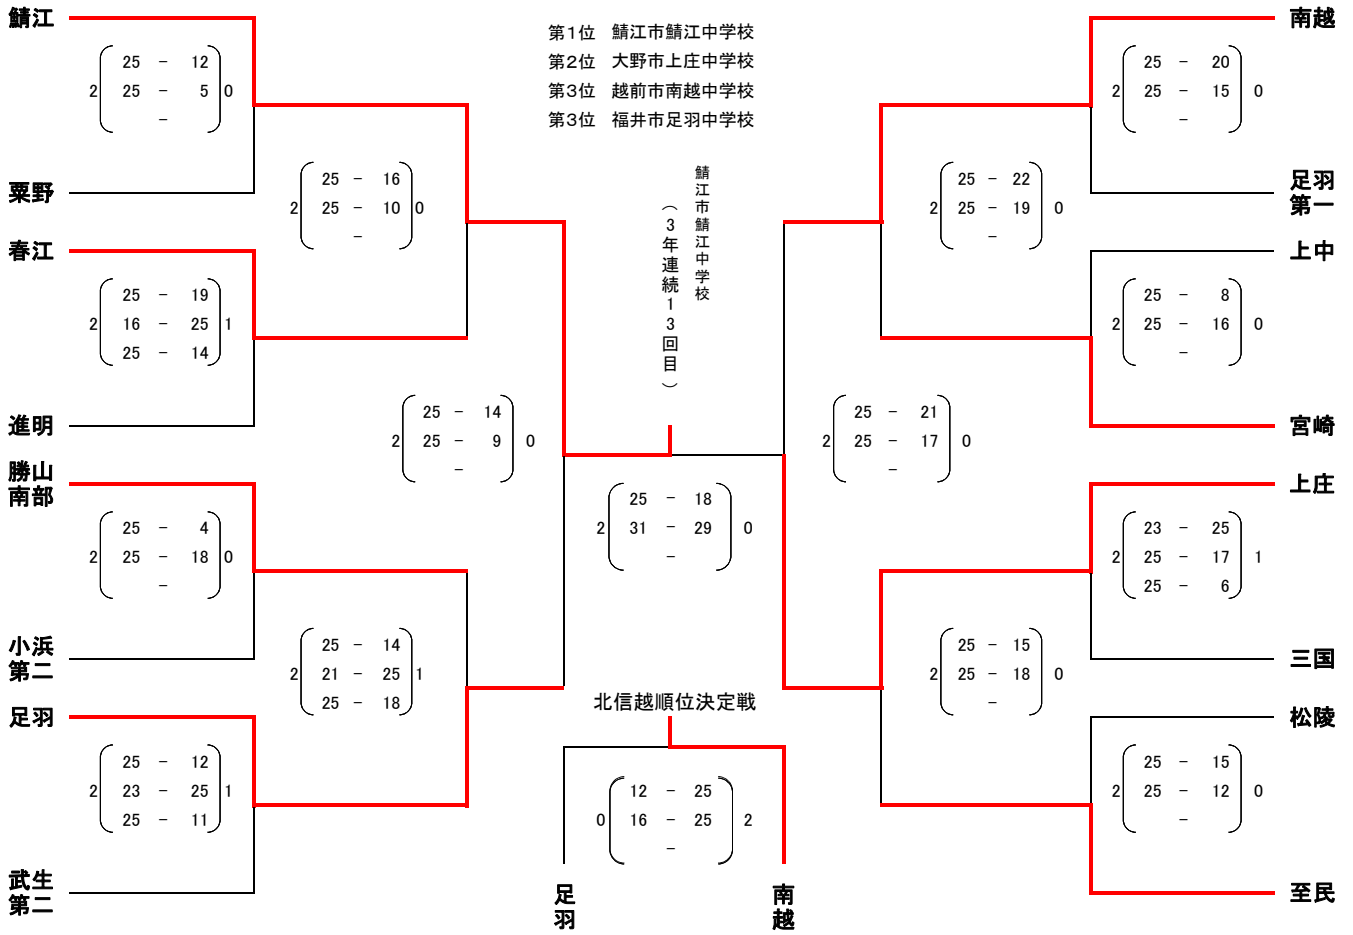 鯖江
25 － 12
2 25 － 5 0
－
粟野
春江
25 － 19
2 16 － 25 1
25 － 14
進明
勝山
南部
25 － 4
2 25 － 18 0
－
小浜
第二
足羽
25 － 12
2 23 － 25 1
25 － 11
武生
第二
25 － 16
2 25 － 10 0
－
25 － 14
2 21 － 25 1
25 － 18
25 － 14
2 25 － 9 0
－
第1位 鯖江市鯖江中学校
第2位 大野市上庄中学校
第3位 越前市南越中学校
第3位 福井市足羽中学校
鯖江市鯖江中学校
（3年連続13回目）
25 － 18
2 31 － 29 0
－
北信越順位決定戦
12 － 25
0 16 － 25 2
－
足羽
南越
25 － 21
2 25 － 17 0
－
25 － 22
2 25 － 19 0
－
25 － 15
2 25 － 18 0
－
南越
25 － 20
2 25 － 15 0
－
足羽
第一
上中
25 － 8
2 25 － 16 0
－
宮崎
上庄
23 － 25
2 25 － 17 1
25 － 6
三国
松陵
25 － 15
2 25 － 12 0
－
至民